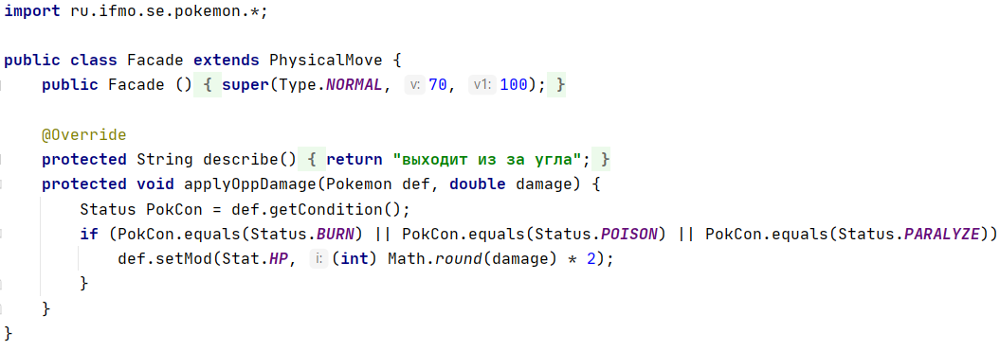 import ru.ifmo.se.pokemon.*;
public class Facade extends PhysicalMove {
public Facade () { super(Type.NORMAL, v: 70, v1: 100); }
@Override
protected String describe() { return "выходит из за угла"; }
protected void applyOppDamage(Pokemon def, double damage) {
Status PokCon = def.getCondition();
if (PokCon.equals(Status.BURN) || PokCon.equals(Status.POISON) || PokCon.equals(Status.PARALYZE))
def.setMod(Stat.HP, i: (int) Math.round(damage) * 2);
}
}
}